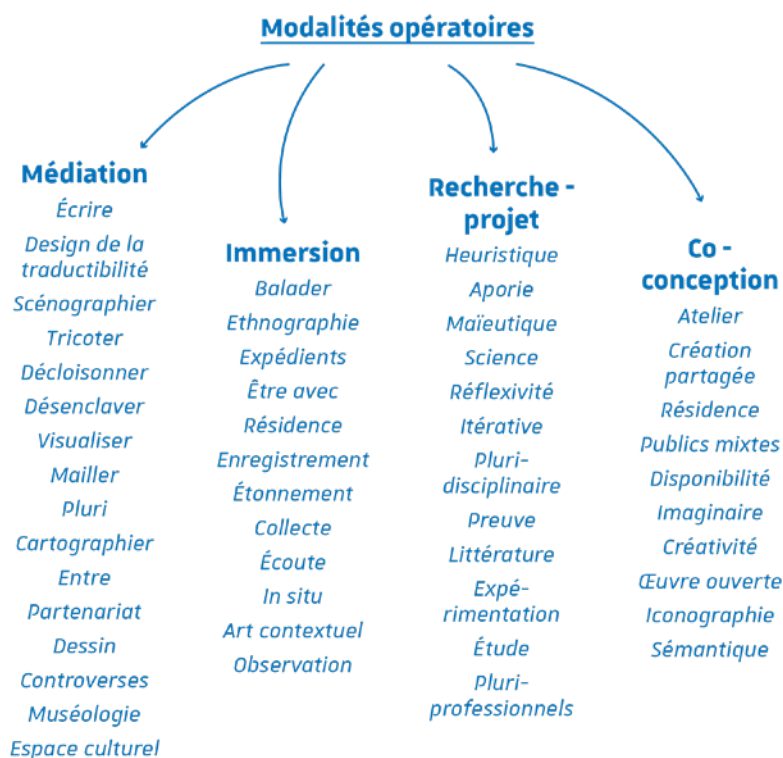 Modalités opératoires
Médiation
Écrire
Design de la
traductibilité
Scénographier
Tricoter
Décloisonner
Désenclaver
Visualiser
Mailler
Pluri
Cartographier
Entre
Partenariat
Dessin
Controverses
Muséologie
Espace culturel
Immersion
Balader
Ethnographie
Expédients
Être avec
Résidence
Enregistrement
Étonnement
Collecte
Écoute
In situ
Art contextuel
Observation
Recherche -
projet
Heuristique
Aporie
Maïeutique
Science
Réflexivité
Itérative
Pluri-
disciplinaire
Preuve
Littérature
Expé-
rimentation
Étude
Pluri-
professionnels
Co -
conception
Atelier
Création
partagée
Résidence
Publics mixtes
Disponibilité
Imaginaire
Créativité
Œuvre ouverte
Iconographie
Sémantique